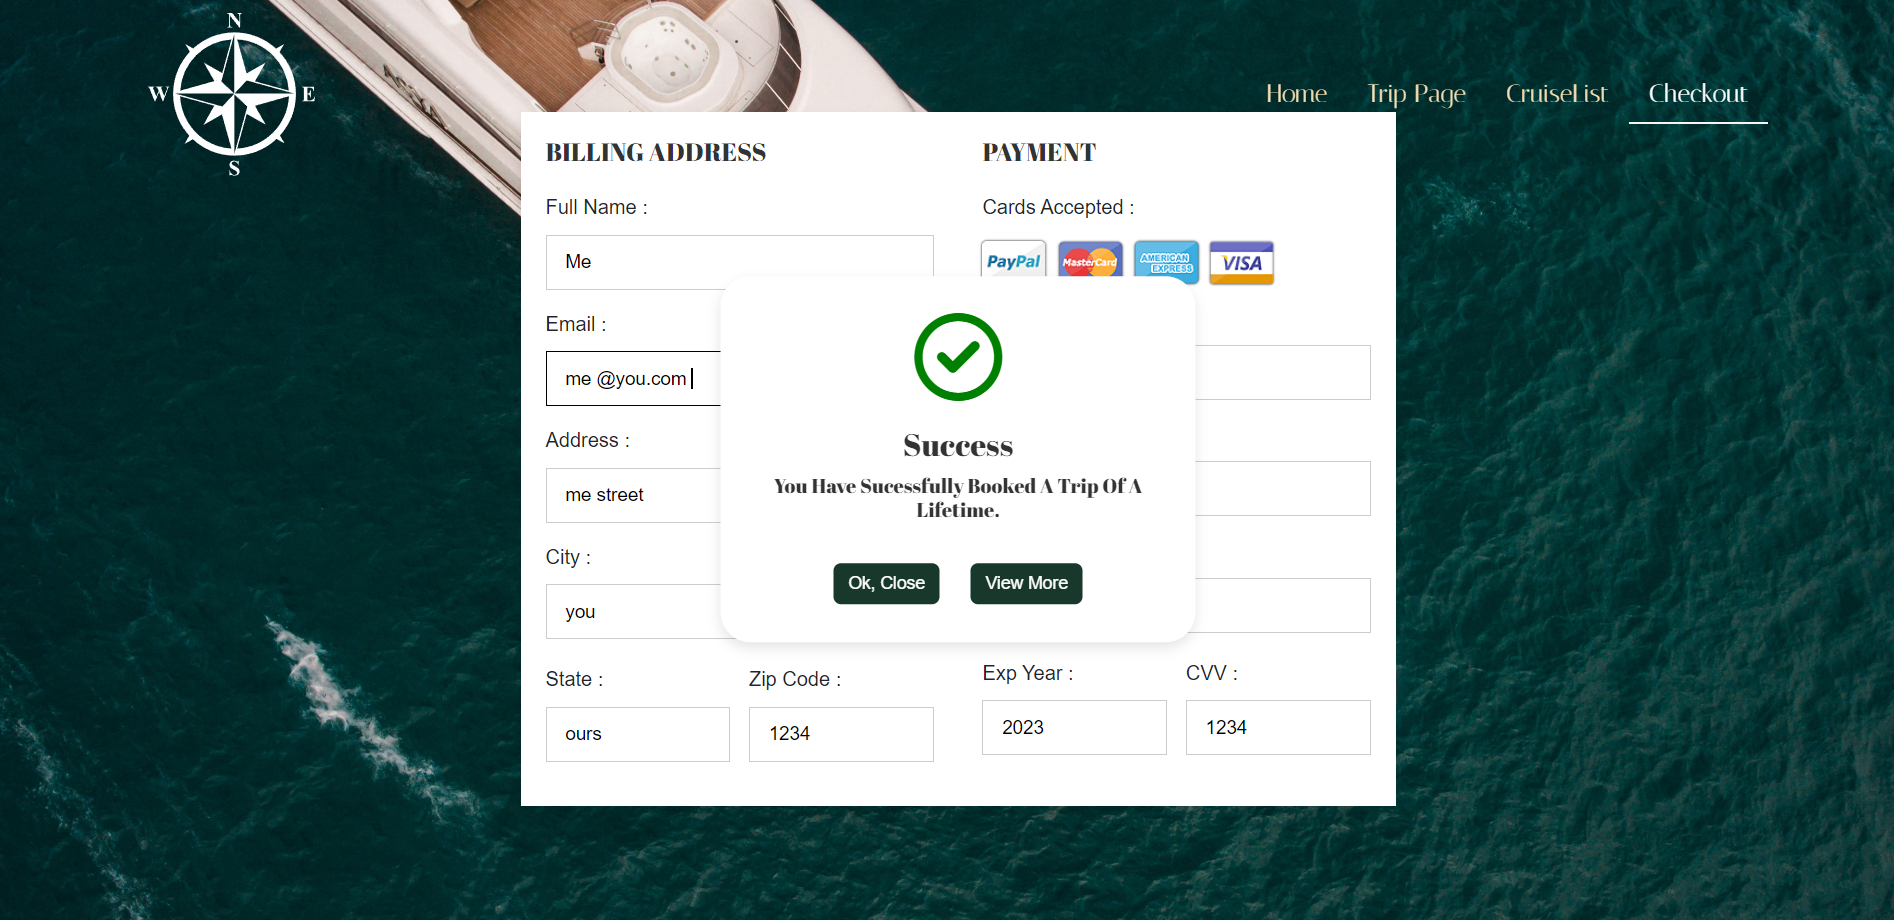 N
W E
S
NOVA
Home Trip Page CruiseList Checkout
BILLING ADDRESS
Full Name :
Me
Email :
me @you.com
Address :
me street
City :
you
State : Zip Code :
ours 1234
PAYMENT
Cards Accepted :
PayPal MasterCard AMERICAN EXPRESS VISA
Exp Year : CVV :
2023 1234
Success
You Have Sucessfully Booked A Trip Of A
Lifetime.
Ok, Close View More